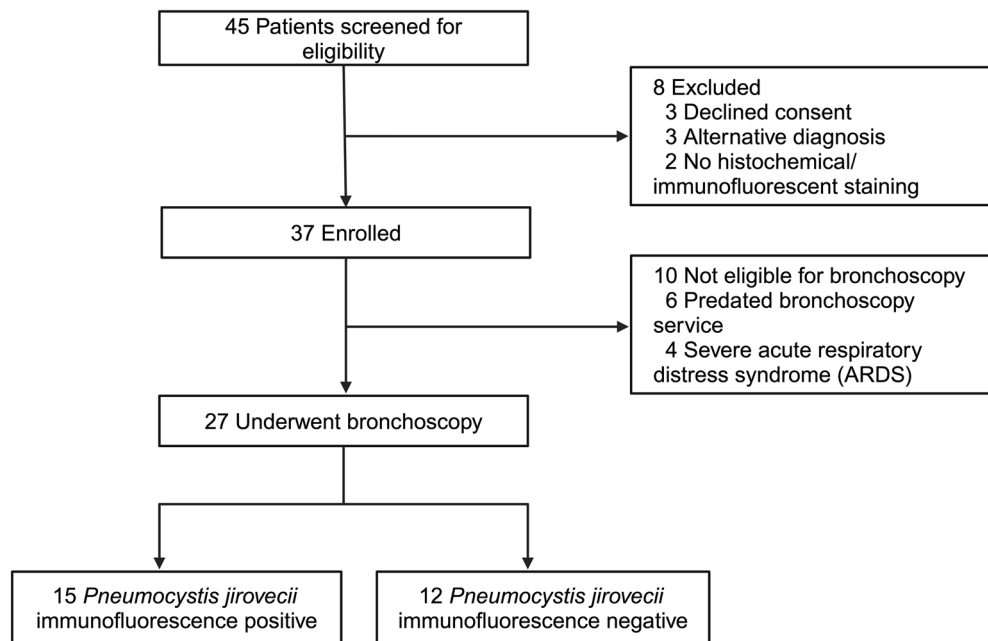 45 Patients screened for
eligibility
8 Excluded
3 Declined consent
3 Alternative diagnosis
2 No histochemical/
immunofluorescent staining
37 Enrolled
10 Not eligible for bronchoscopy
6 Predated bronchoscopy
service
4 Severe acute respiratory
distress syndrome (ARDS)
27 Underwent bronchoscopy
15 Pneumocystis jirovecii
immunofluorescence positive
12 Pneumocystis jirovecii
immunofluorescence negative